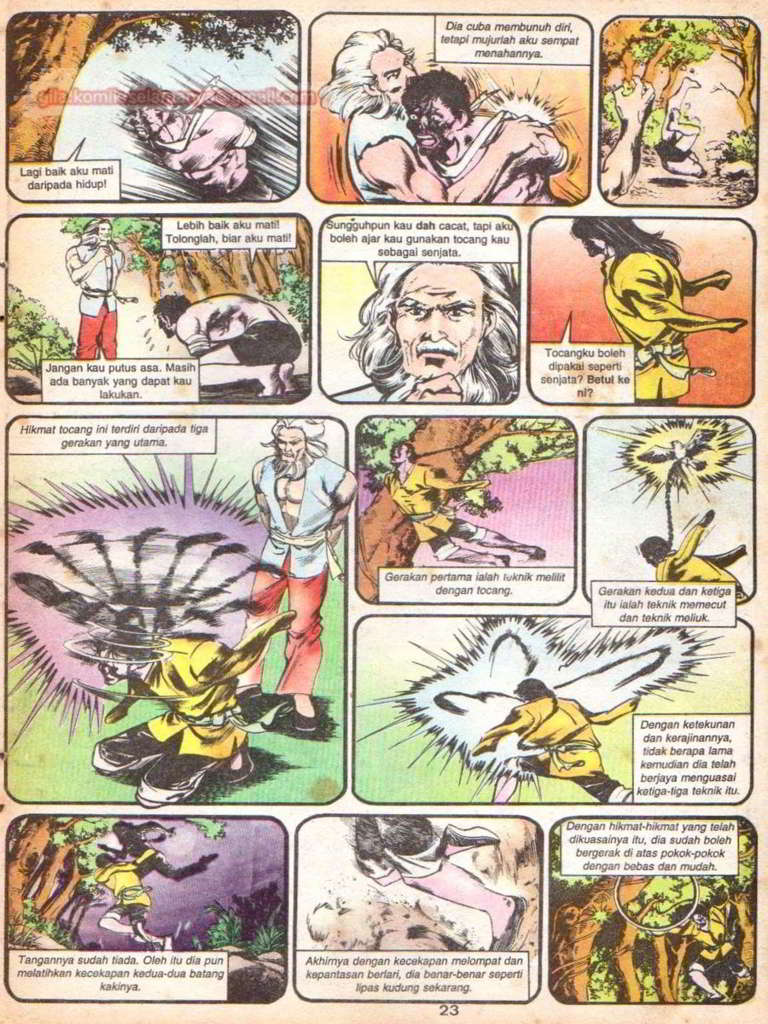 gila.komik.
@gmail.com
Lagi baik aku mati
daripada hidup!
Dia cuba membunuh diri,
tetapi mujurlah aku sempat
menahannya.
Lebih baik aku mati!
Tolonglah, biar aku mati!
Jangan kau putus asa. Masih
ada banyak yang dapat kau
lakukan.
Sungguhpun kau dah cacat, tapi aku
boleh ajar kau gunakan tocang kau
sebagai senjata.
Tocangku boleh
dipakai seperti
senjata? Betul ke
ni?
Hikmat tocang ini terdiri daripada tiga
gerakan yang utama.
Gerakan pertama ialah teknik melilit
dengan tocang.
Gerakan kedua dan ketiga
itu ialah teknik memecut
dan teknik meliuk.
Dengan ketekunan
dan kerajinannya,
tidak berapa lama
kemudian dia telah
berjaya menguasai
ketiga-tiga teknik itu.
Tangannya sudah tiada. Oleh itu dia pun
melatihkan kecekapan kedua-dua batang
kakinya.
Akhirnya dengan kecekapan melompat dan
kepantasan berlari, dia benar-benar seperti
lipas kudung sekarang.
Dengan hikmat-hikmat yang telah
dikuasainya itu, dia sudah boleh
bergerak di atas pokok-pokok
dengan bebas dan mudah.
23